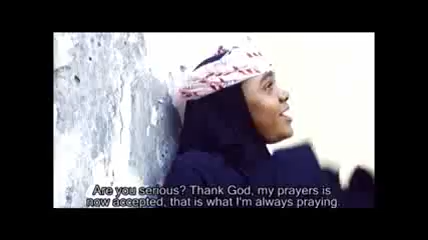 Are you serious? Thank God, my prayers is
now accepted, that is what I'm always praying.